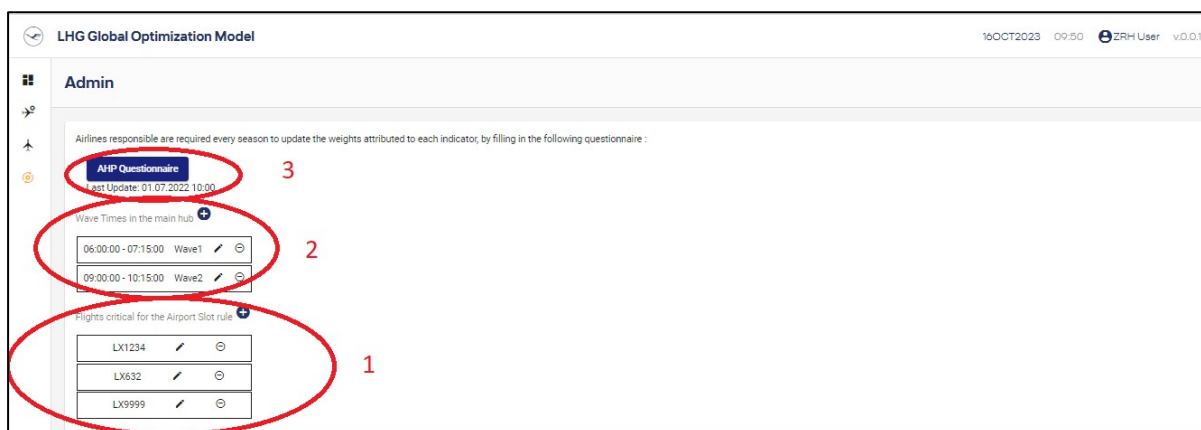 LHG Global Optimization Model 16OCT2023 09:50 ZRH User v.0.0.1
Admin
Airlines responsible are required every season to update the weights attributed to each indicator, by filling in the following questionnaire :
AHP Questionnaire
Last Update: 01.07.2022 10:00
3
Wave Times in the main hub
06:00:00 - 07:15:00 Wave1
09:00:00 - 10:15:00 Wave2
2
Flights critical for the Airport Slot rule
LX1234
LX632
LX9999
1